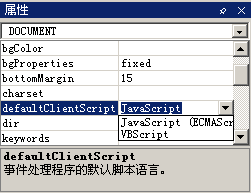 属性
DOCUMENT
bgColor
bgProperties fixed
bottomMargin 15
charset
defaultClientScript JavaScript
dir JavaScript (ECMAScr
VBScript
keywords
defaultClientScript
事件处理程序的默认脚本语言。